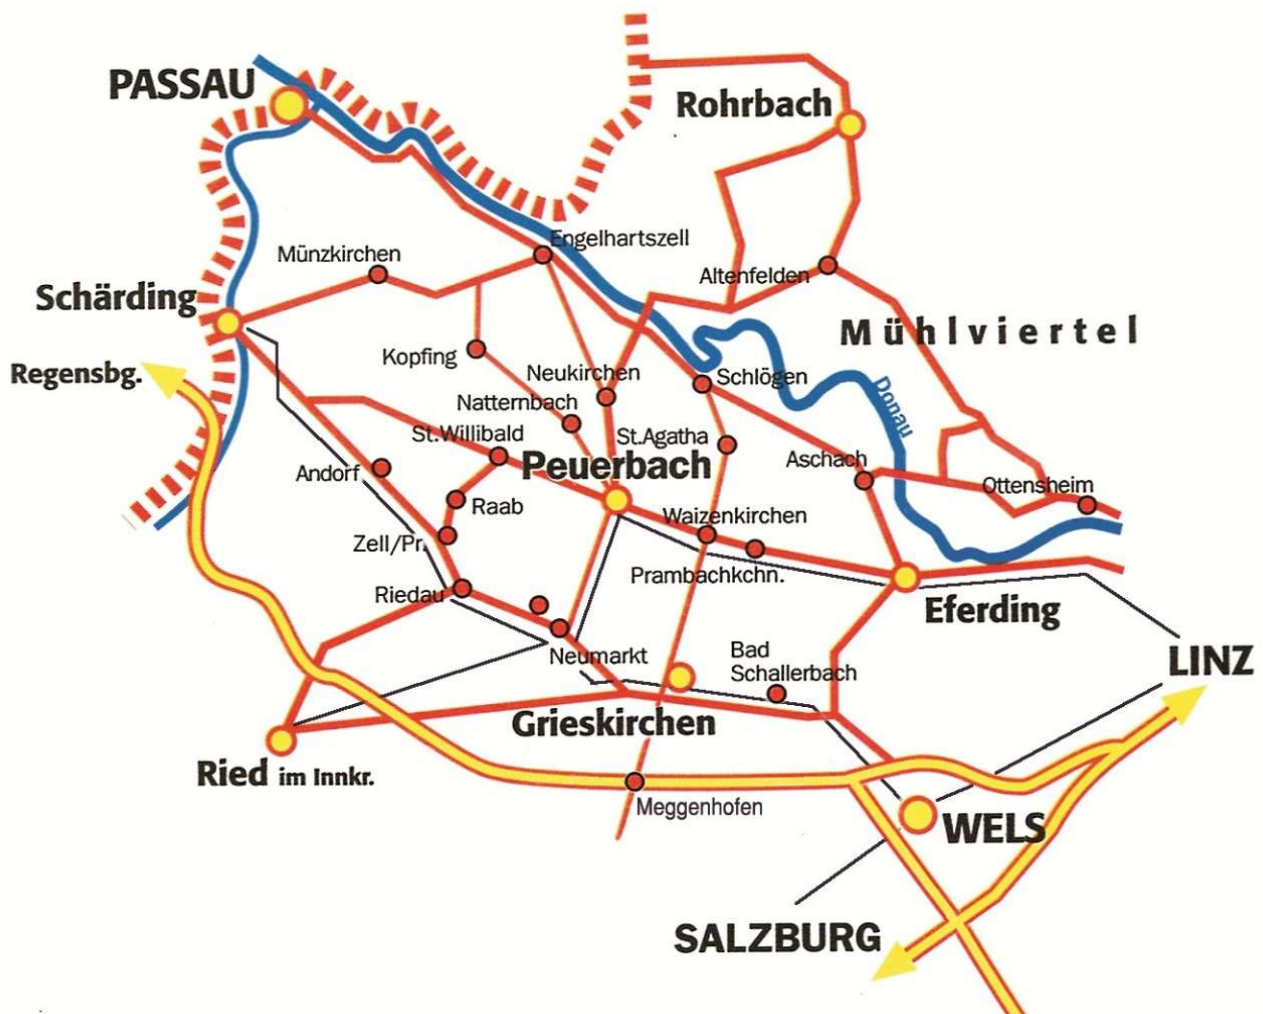 PASSAU
Rohrbach
Engelhartszell
Münzkirchen
Altenfelden
Schärding
Mühlviertel
Kopfing
Regensbg.
Neukirchen
Schlögen
Donau
Natternbach
St.Willibald
St.Agatha
Peuerbach
Aschach
Andorf
Ottensheim
Raab
Waizenkirchen
Zell/Pr.
Prambachkchn.
Riedau
Eferding
Neumarkt
Bad
Schallerbach
LINZ
Grieskirchen
Ried im Innkr.
Meggenhofen
WELS
SALZBURG